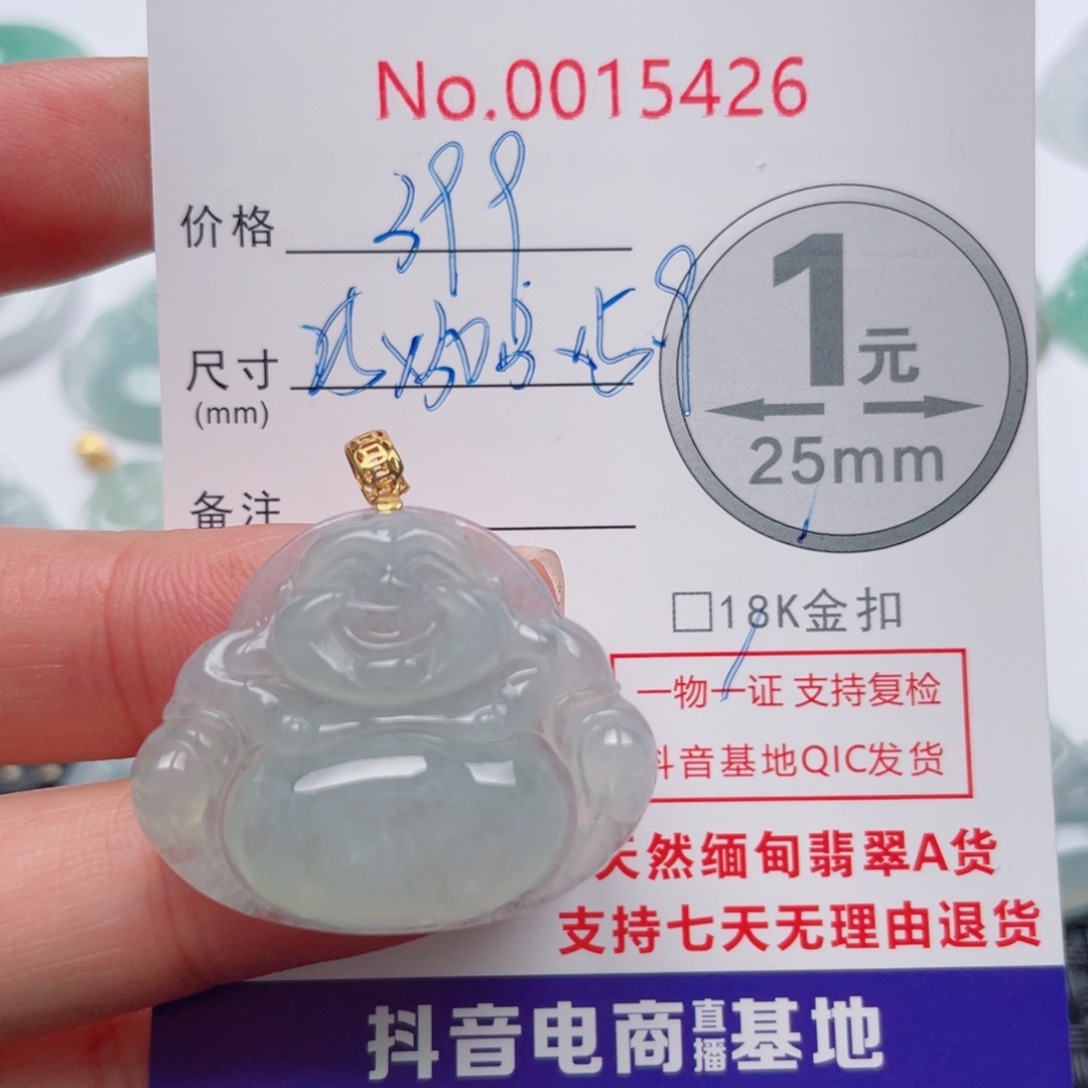 No.0015426
价格 399
尺寸
(mm)
备注
1元
25mm
□18K金扣
一物一证 支持复检
抖音基地QIC发货
天然缅甸翡翠A货
支持七天无理由退货
抖音电商直播基地